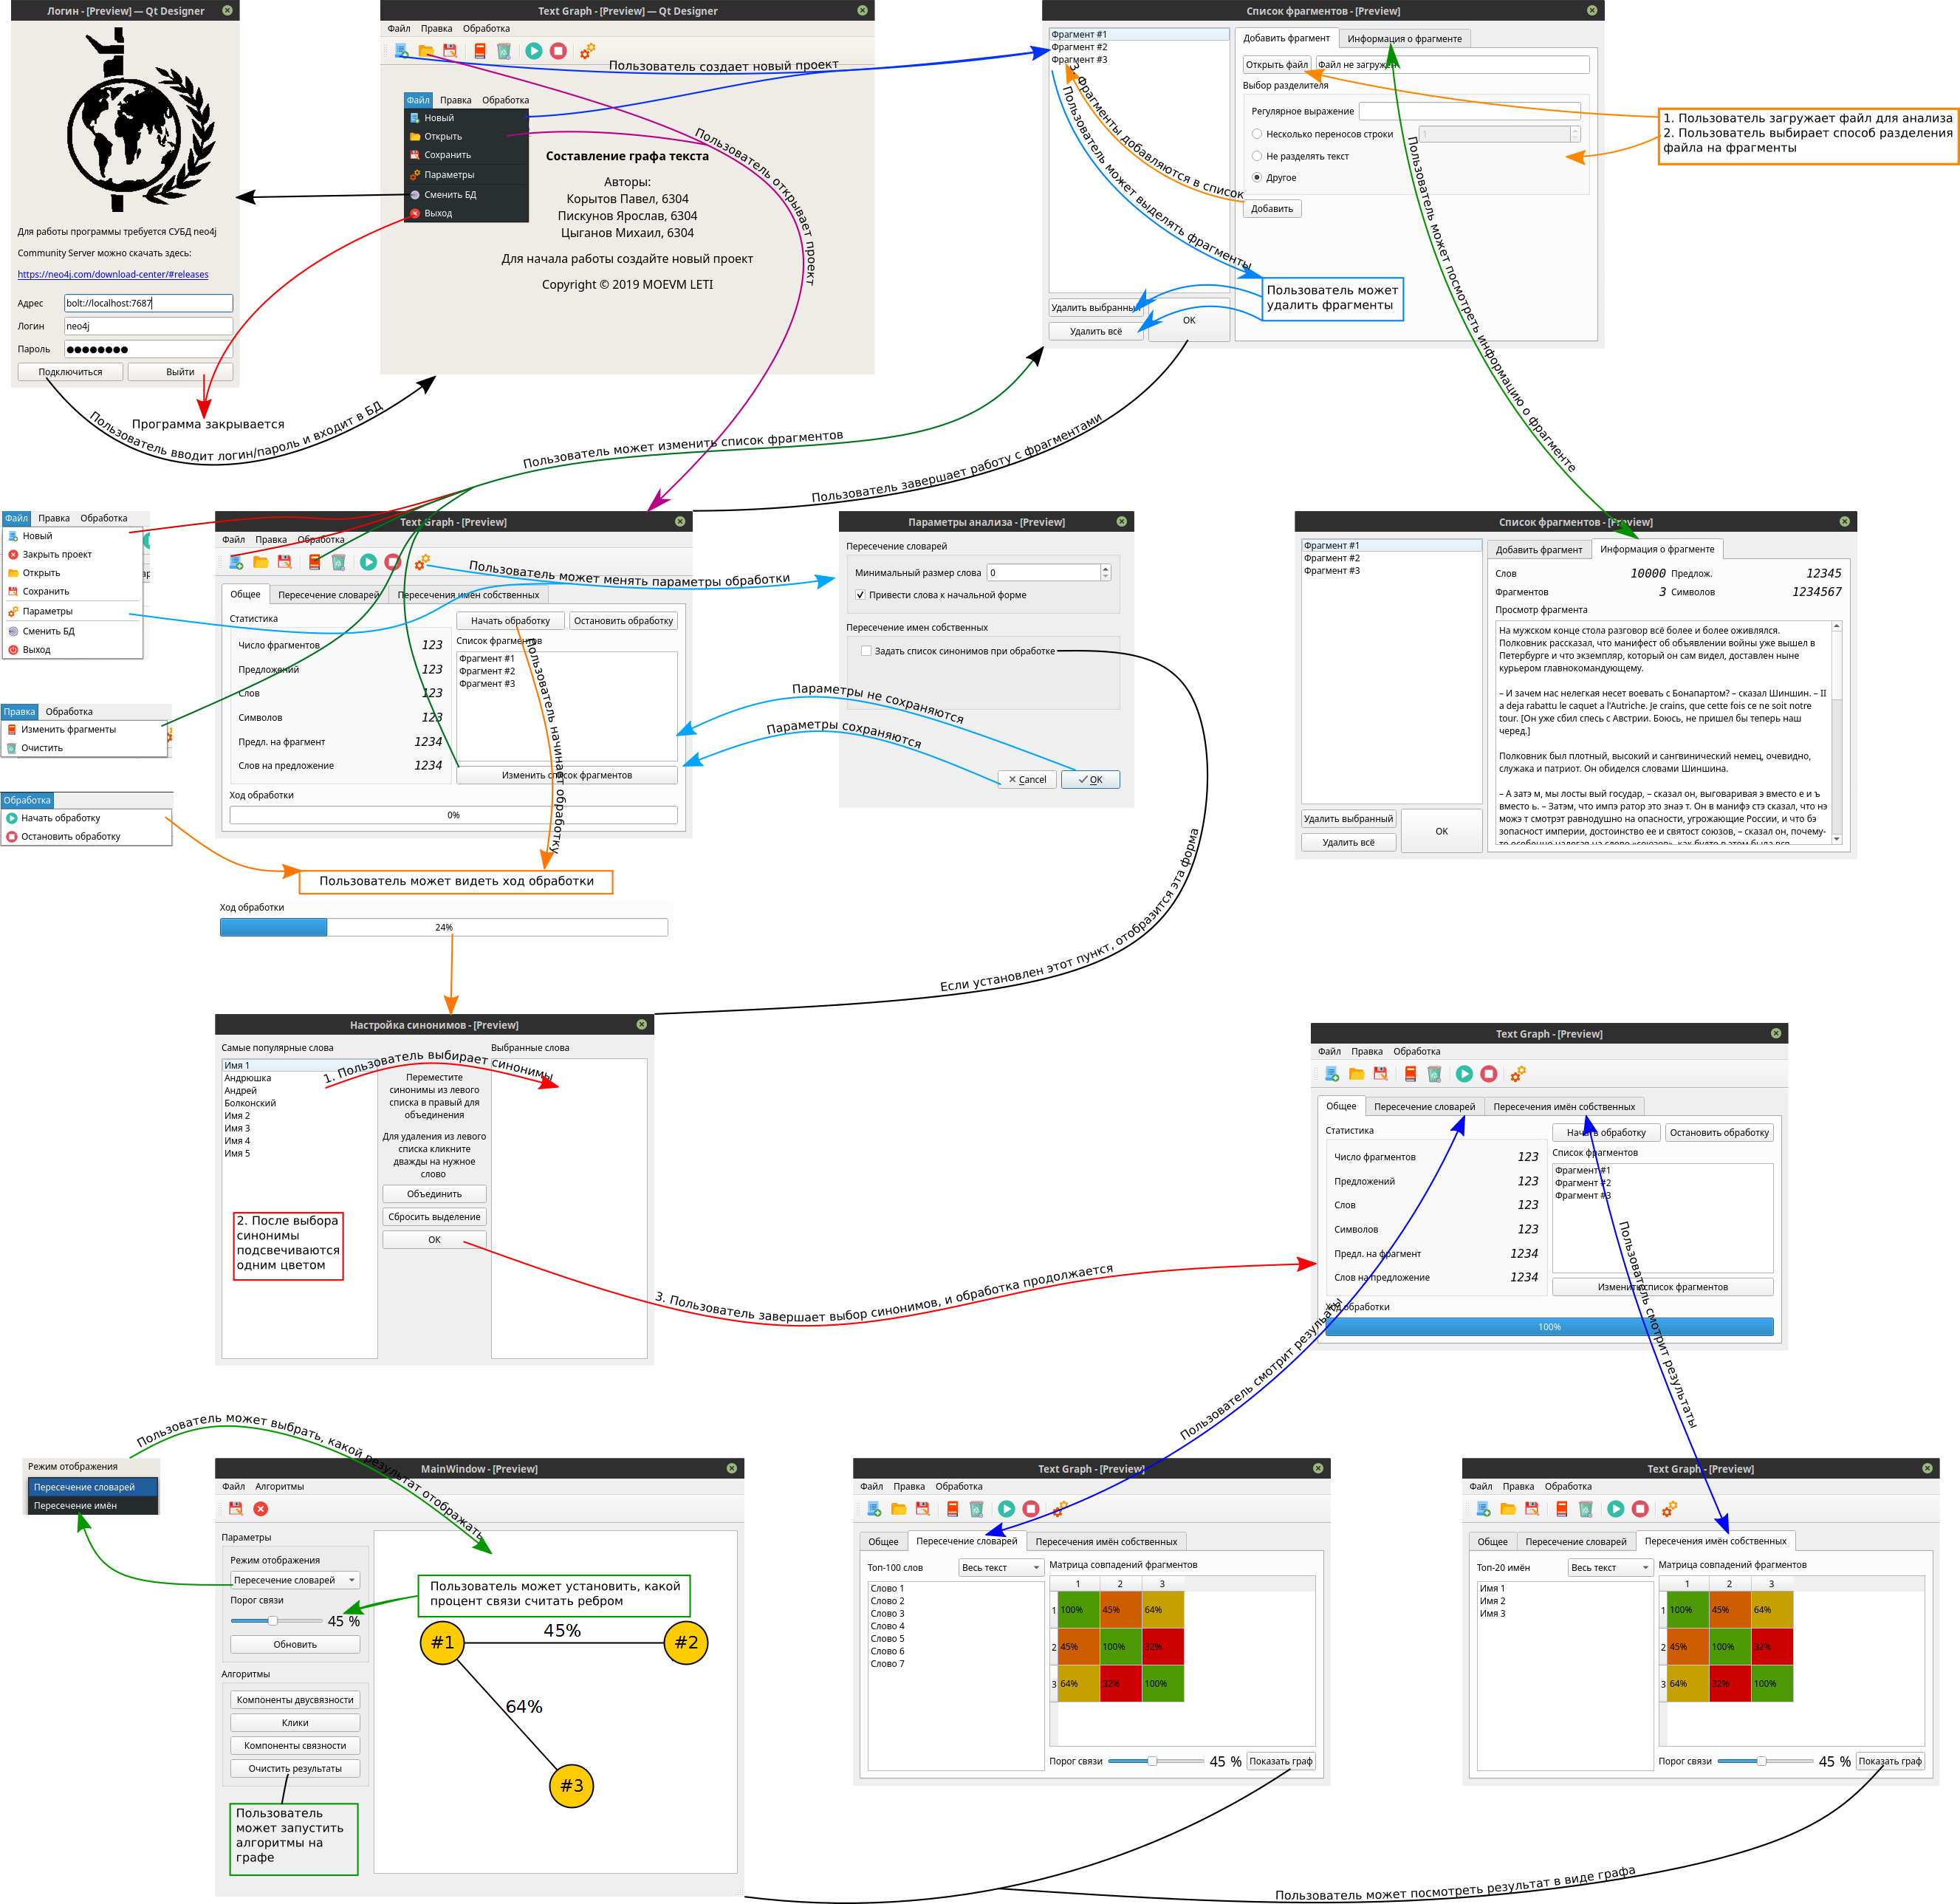 Логин - [Preview] — Qt Designer
Для работы программы требуется СУБД neo4j
Community Server можно скачать здесь:
https://neo4j.com/download-center/#releases
Адрес bolt://localhost:7687
Логин neo4j
Пароль ●●●●●●●●
Подключиться Выйти
Программа закрывается
Пользователь вводит логин/пароль и входит в БД
Text Graph - [Preview] — Qt Designer
Файл Правка Обработка
Пользователь создает новый проект
Файл Правка Обработка
Новый
Открыть
Сохранить
Параметры
Сменить БД
Выход
Составление графа текста
Авторы:
Корытов Павел, 6304
Пискунов Ярослав, 6304
Цыганов Михаил, 6304
Для начала работы создайте новый проект
Copyright © 2019 MOEVM LETI
Пользователь открывает проект
Список фрагментов - [Preview]
Фрагмент #1
Фрагмент #2
Фрагмент #3
Добавить фрагмент Информация о фрагменте
Открыть файл Файл не загружен
Выбор разделителя
Регулярное выражение
Несколько переносов строки 1
Не разделять текст
Другое
Добавить
Удалить выбранный
Удалить всё
OK
3. Фрагменты добавляются в список
Пользователь может выделять фрагменты
Пользователь может
удалить фрагменты
1. Пользователь загружает файл для анализа
2. Пользователь выбирает способ разделения
файла на фрагменты
Пользователь может посмотреть информацию о фрагменте
Пользователь может изменить список фрагментов
Пользователь завершает работу с фрагментами
Файл Правка Обработка
Новый
Закрыть проект
Открыть
Сохранить
Параметры
Сменить БД
Выход
Правка Обработка
Изменить фрагменты
Очистить
Обработка
Начать обработку
Остановить обработку
Text Graph - [Preview]
Файл Правка Обработка
Общее Пересечение словарей Пересечения имён собственных
Статистика
Число фрагментов 123
Предложений 123
Слов 123
Символов 123
Предл. на фрагмент 1234
Слов на предложение 1234
Начать обработку Остановить обработку
Список фрагментов
Фрагмент #1
Фрагмент #2
Фрагмент #3
Изменить список фрагментов
Ход обработки
0%
Пользователь может менять параметры обработки
Пользователь начинает обработку
Пользователь может видеть ход обработки
Ход обработки
24%
Параметры анализа - [Preview]
Пересечение словарей
Минимальный размер слова 0
Привести слова к начальной форме
Пересечение имен собственных
Задать список синонимов при обработке
Cancel OK
Параметры не сохраняются
Параметры сохраняются
Если установлен этот пункт, отобразится эта форма
Список фрагментов - [Preview]
Фрагмент #1
Фрагмент #2
Фрагмент #3
Удалить выбранный
Удалить всё
OK
Добавить фрагмент Информация о фрагменте
Слов 10000 Предлож. 12345
Фрагментов 3 Символов 1234567
Просмотр фрагмента
На мужском конце стола разговор всё более и более оживлялся.
Полковник рассказал, что манифест об объявлении войны уже вышел в
Петербурге и что экземпляр, который он сам видел, доставлен ныне
курьером главнокомандующему.
– И зачем нас нелегкая несет воевать с Бонапартом? – сказал Шиншин. – II
a deja rabattu le caquet a l'Autriche. Je crains, que cette fois ce ne soit notre
tour. [Он уже сбил спесь с Австрии. Боюсь, не пришел бы теперь наш
черед.]
Полковник был плотный, высокий и сангвинический немец, очевидно,
служака и патриот. Он обиделся словами Шиншина.
– А затэ м, мы лосты вый государ, – сказал он, выговаривая э вместо е и ъ
вместо ь. – Затэм, что импэ ратор это знаэ т. Он в манифэ стэ сказал, что нэ
можэ т смотрэт равнодушно на опасности, угрожающие России, и что бэ
зопасност империи, достоинство ее и святост союзов, – сказал он, почему-
то особенно налегая на слово «союзов», как будто в этом была вся
Настройка синонимов - [Preview]
Самые популярные слова Выбранные слова
Имя 1
Андрюшка
Андрей
Болконский
Имя 2
Имя 3
Имя 4
Имя 5
Переместите
синонимы из левого
списка в правый для
объединения
Для удаления из левого
списка кликните
дважды на нужное
слово
Объединить
Сбросить выделение
ОК
1. Пользователь выбирает синонимы
2. После выбора
синонимы
подсвечиваются
одним цветом
3. Пользователь завершает выбор синонимов, и обработка продолжается
Text Graph - [Preview]
Файл Правка Обработка
Общее Пересечение словарей Пересечения имён собственных
Статистика
Число фрагментов 123
Предложений 123
Слов 123
Символов 123
Предл. на фрагмент 1234
Слов на предложение 1234
Начать обработку Остановить обработку
Список фрагментов
Фрагмент #1
Фрагмент #2
Фрагмент #3
Изменить список фрагментов
Ход обработки
100%
Пользователь смотрит результаты
Пользователь смотрит результаты
Режим отображения
Пересечение словарей
Пересечение имён
Пользователь может выбрать, какой результат отображать
MainWindow - [Preview]
Файл Алгоритмы
Параметры
Режим отображения
Пересечение словарей
Порог связи
45 %
Обновить
Алгоритмы
Компоненты двусвязности
Клики
Компоненты связности
Очистить результаты
Пользователь
может запустить
алгоритмы на
графе
Пользователь может установить, какой
процент связи считать ребром
#1 45% #2
64%
#3
Text Graph - [Preview]
Файл Правка Обработка
Общее Пересечение словарей Пересечения имён собственных
Топ-100 слов Весь текст
Слово 1
Слово 2
Слово 3
Слово 4
Слово 5
Слово 6
Слово 7
Матрица совпадений фрагментов
1 2 3
1 100% 45% 64%
2 45% 100% 32%
3 64% 32% 100%
Порог связи 45 % Показать граф
Text Graph - [Preview]
Файл Правка Обработка
Общее Пересечение словарей Пересечения имён собственных
Топ-20 имён Весь текст
Имя 1
Имя 2
Имя 3
Матрица совпадений фрагментов
1 2 3
1 100% 45% 64%
2 45% 100% 32%
3 64% 32% 100%
Порог связи 45 % Показать граф
Пользователь может посмотреть результат в виде графа